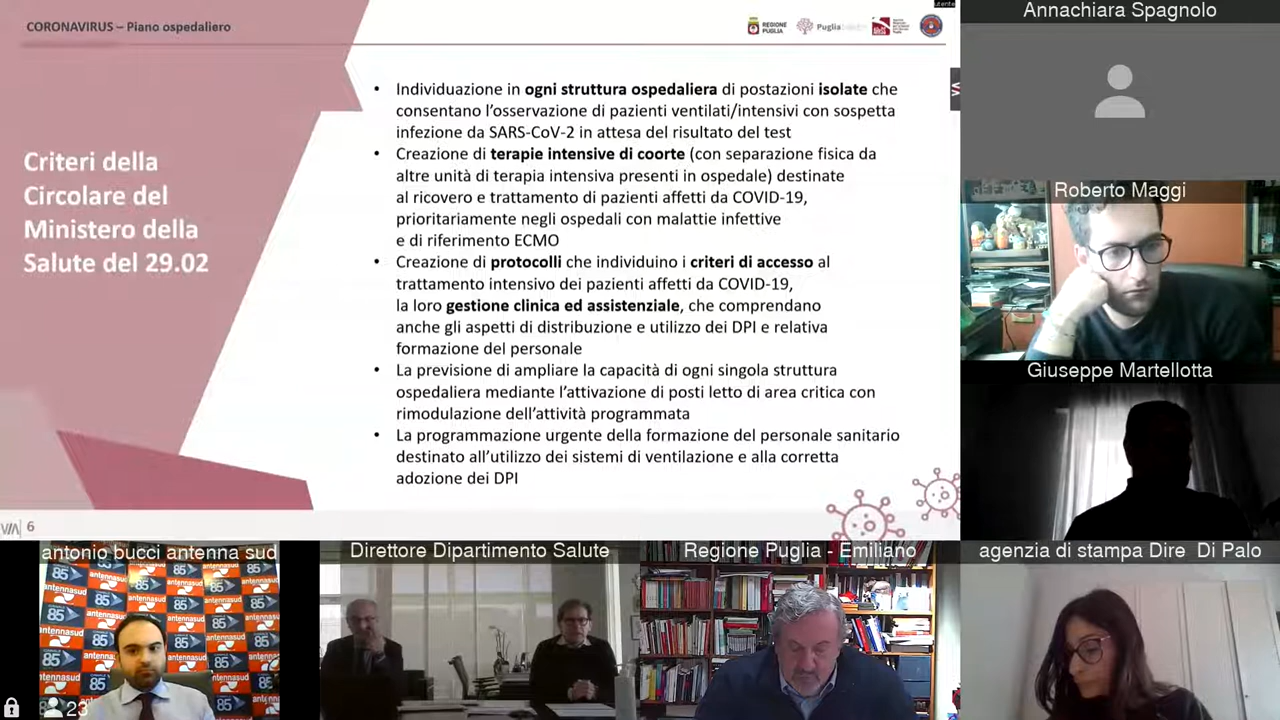 CORONAVIRUS – Piano ospedaliero
utente
REGIONE
PUGLIA
Puglia
Criteri della
Circolare del
Ministero della
Salute del 29.02
• Individuazione in ogni struttura ospedaliera di postazioni isolate che
consentano l'osservazione di pazienti ventilati/intensivi con sospetta
infezione da SARS-CoV-2 in attesa del risultato del test
• Creazione di terapie intensive di coorte (con separazione fisica da
altre unità di terapia intensiva presenti in ospedale) destinate
al ricovero e trattamento di pazienti affetti da COVID-19,
prioritariamente negli ospedali con malattie infettive
e di riferimento ECMO
• Creazione di protocolli che individuino i criteri di accesso al
trattamento intensivo dei pazienti affetti da COVID-19,
la loro gestione clinica ed assistenziale, che comprendano
anche gli aspetti di distribuzione e utilizzo dei DPI e relativa
formazione del personale
• La previsione di ampliare la capacità di ogni singola struttura
ospedaliera mediante l'attivazione di posti letto di area critica con
rimodulazione dell'attività programmata
• La programmazione urgente della formazione del personale sanitario
destinato all'utilizzo dei sistemi di ventilazione e alla corretta
adozione dei DPI
6
Annachiara Spagnolo
Roberto Maggi
Giuseppe Martellotta
antonio bucci antenna sud
Direttore Dipartimento Salute
Regione Puglia - Emiliano
agenzia di stampa Dire Di Palo
85
antennasud
23